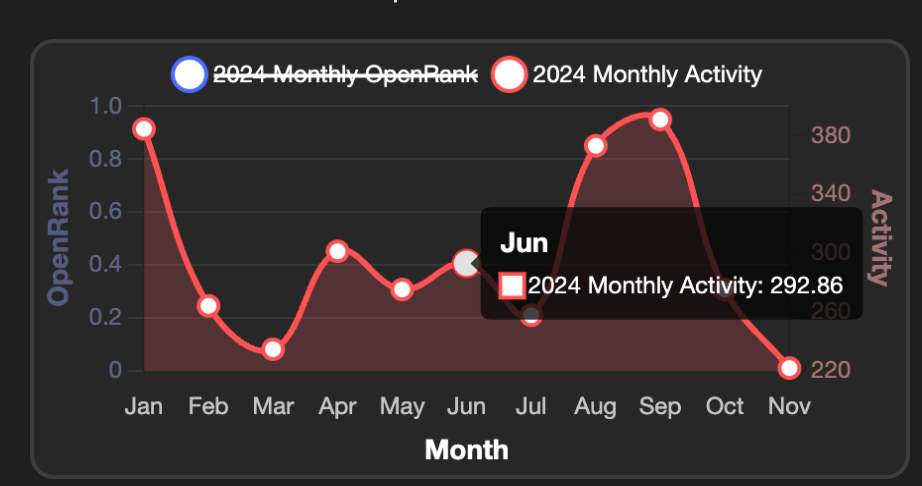 2024 Monthly OpenRank 2024 Monthly Activity
1.0
0.8
0.6
0.4
0.2
0
OpenRank
380
340
300
260
220
Activity
Jun
2024 Monthly Activity: 292.86
Jan Feb Mar Apr May Jun Jul Aug Sep Oct Nov
Month